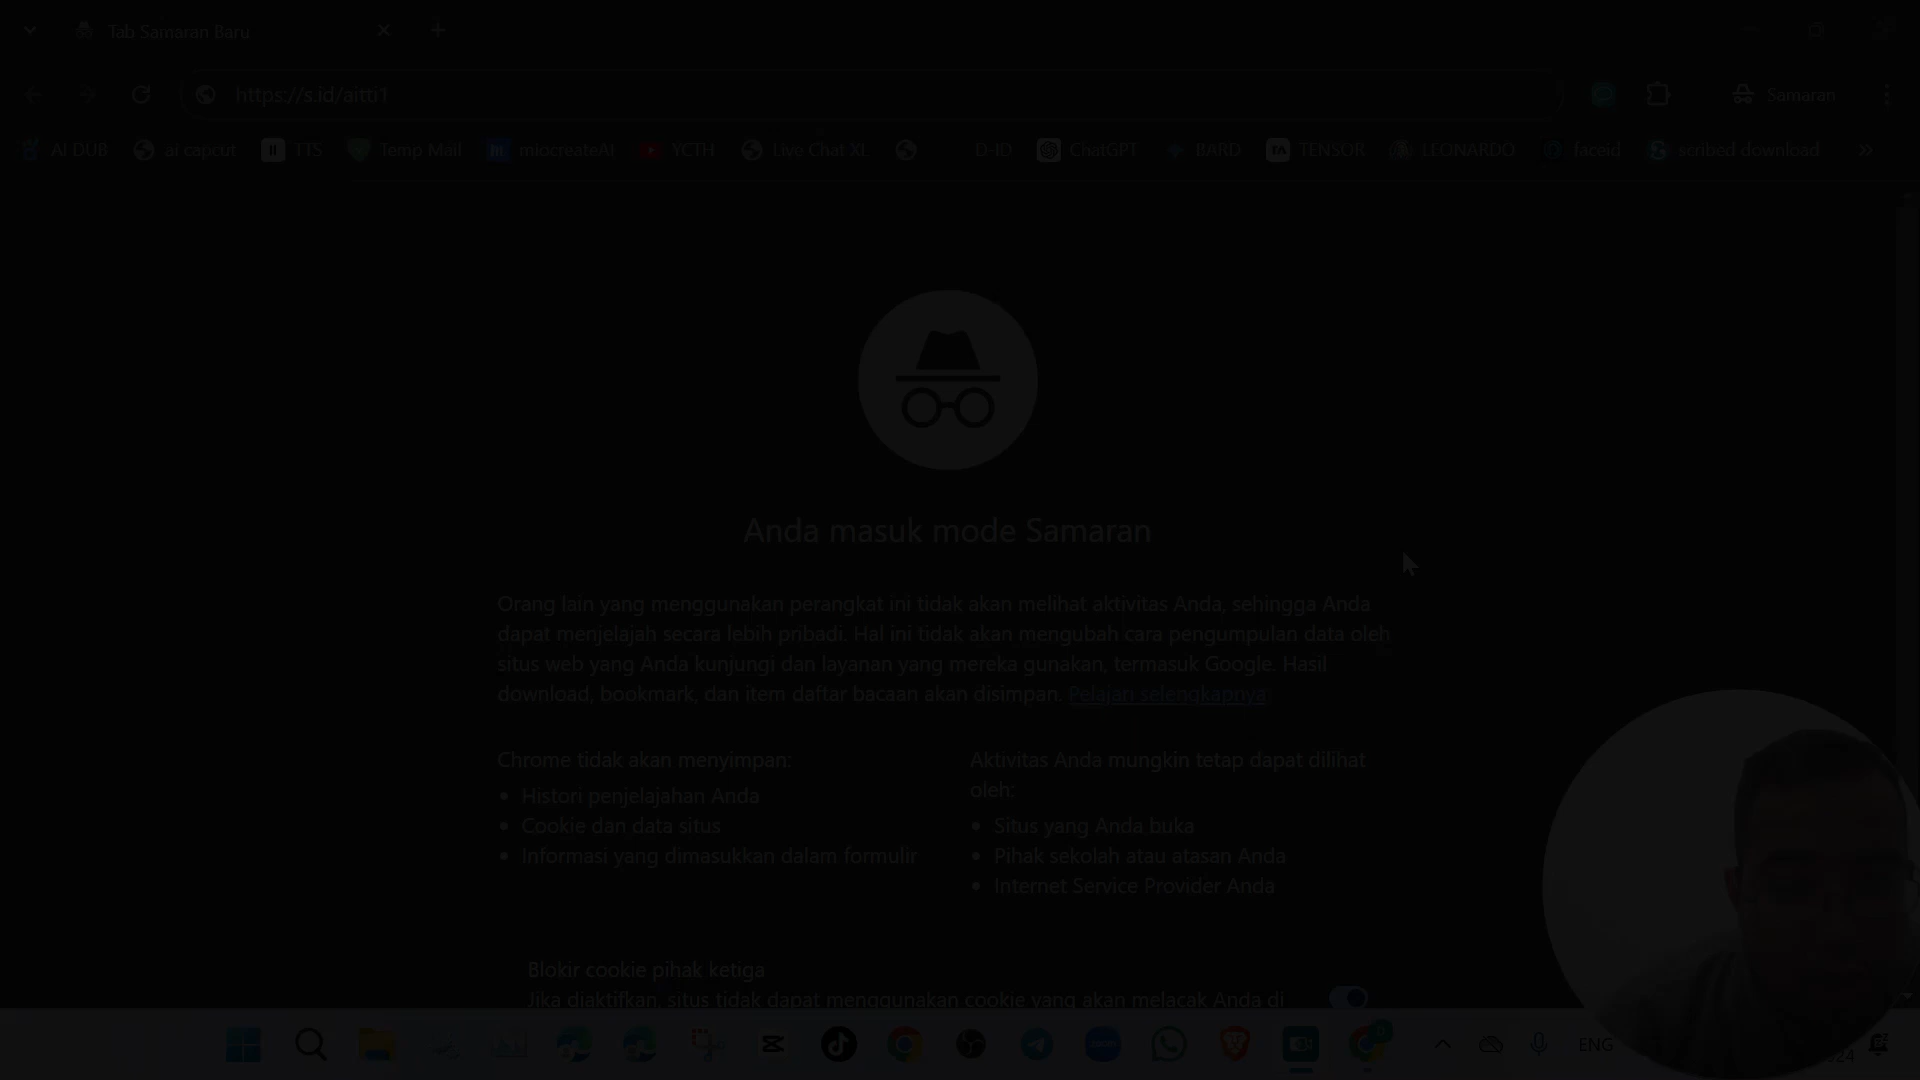 Tab Samaran Baru
https://s.id/aitti1
Samaran
AI DUB
ai capcut
TTS
Temp Mail
miocreateAI
YCTH
Live Chat XL
D-ID
ChatGPT
BARD
TENSOR
LEONARDO
faceid
scribed download
Anda masuk mode Samaran
Orang lain yang menggunakan perangkat ini tidak akan melihat aktivitas Anda, sehingga Anda
dapat menjelajah secara lebih pribadi. Hal ini tidak akan mengubah cara pengumpulan data oleh
situs web yang Anda kunjungi dan layanan yang mereka gunakan, termasuk Google. Hasil
download, bookmark, dan item daftar bacaan akan disimpan. Pelajari selengkapnya
Chrome tidak akan menyimpan:
Histori penjelajahan Anda
Cookie dan data situs
Informasi yang dimasukkan dalam formulir
Aktivitas Anda mungkin tetap dapat dilihat
oleh:
Situs yang Anda buka
Pihak sekolah atau atasan Anda
Internet Service Provider Anda
Blokir cookie pihak ketiga
Jika diaktifkan, situs tidak dapat menggunakan cookie yang akan melacak Anda di
ENG